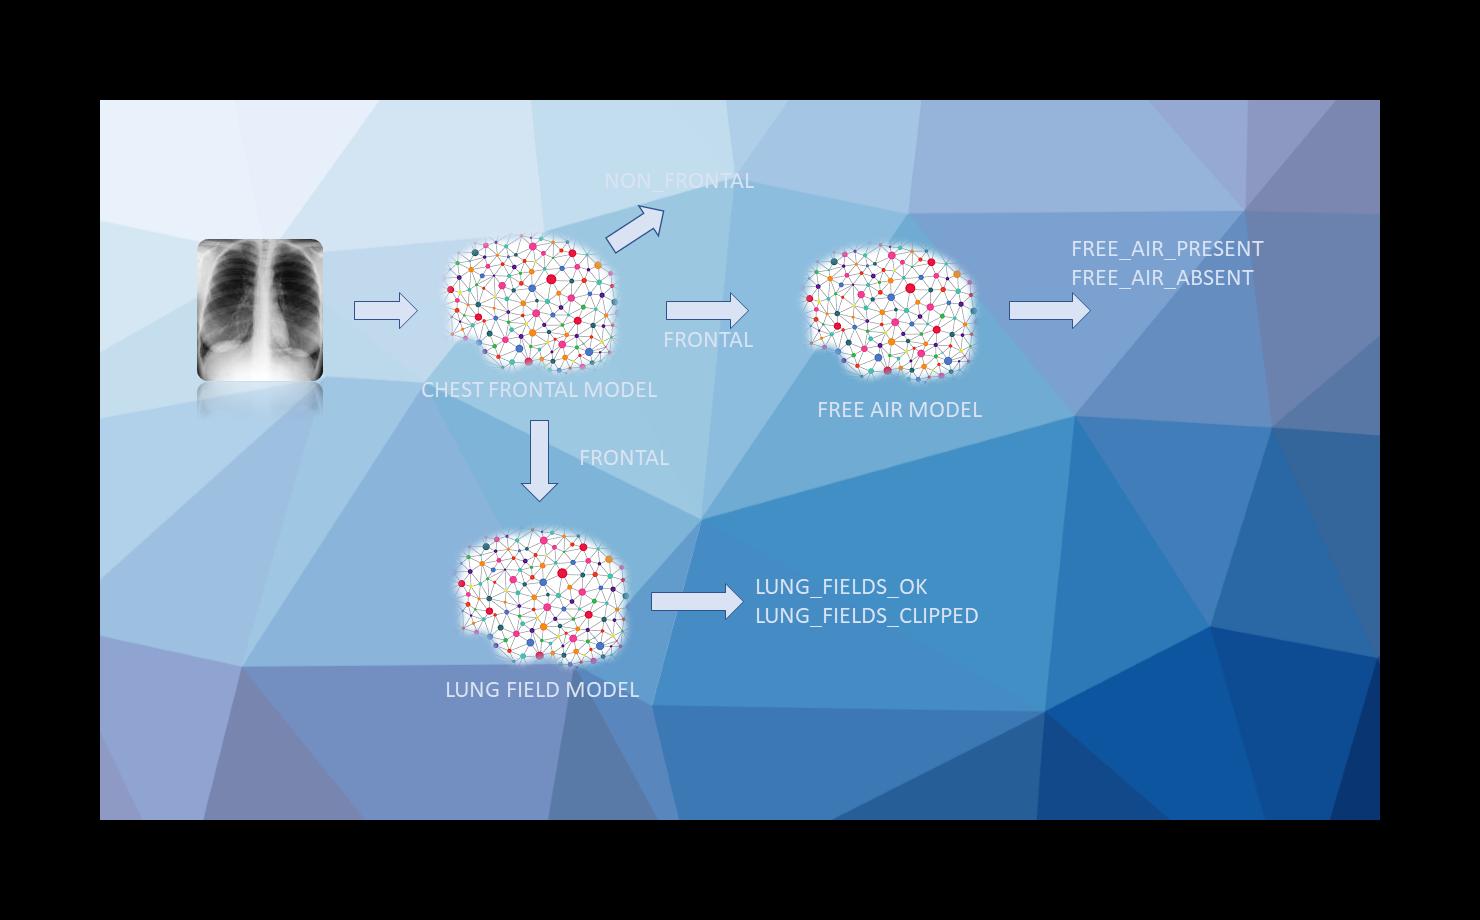 NON_FRONTAL
FREE_AIR_PRESENT
FREE_AIR_ABSENT
FRONTAL
CHEST FRONTAL MODEL
FREE AIR MODEL
FRONTAL
LUNG_FIELDS_OK
LUNG_FIELDS_CLIPPED
LUNG FIELD MODEL